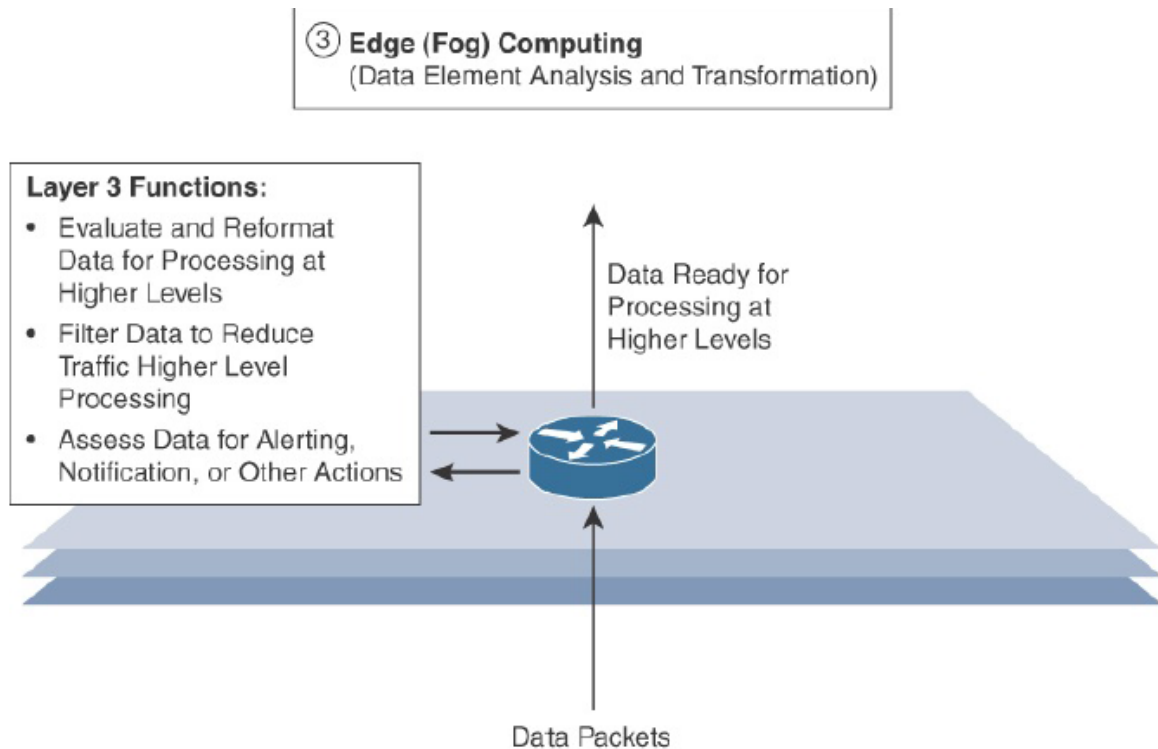 ③ Edge (Fog) Computing
(Data Element Analysis and Transformation)
Layer 3 Functions:
• Evaluate and Reformat
Data for Processing at
Higher Levels
• Filter Data to Reduce
Traffic Higher Level
Processing
• Assess Data for Alerting,
Notification, or Other Actions
Data Ready for
Processing at
Higher Levels
Data Packets